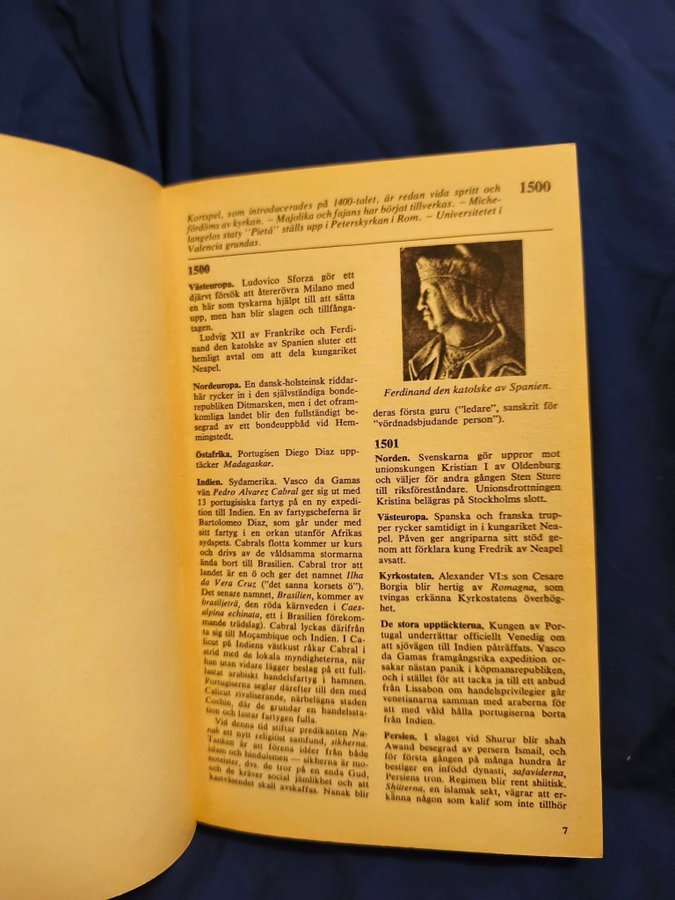 Kortspel, som introducerades på 1400-talet, är redan vida spritt och
fördöms av kyrkan. – Majolika och fajans har börjat tillverkas. – Miche-
langelos staty "Pietà" ställs upp i Peterskyrkan i Rom. – Universitetet i
Valencia grundas.
1500
1500
Västeuropa. Ludovico Sforza gör ett
djärvt försök att återerövra Milano med
en här som tyskarna hjälpt till att sätta
upp, men han blir slagen och tillfånga-
tagen.
Ludvig XII av Frankrike och Ferdi-
nand den katolske av Spanien sluter ett
hemligt avtal om att dela kungariket
Neapel.
Nordeuropa. En dansk-holsteinsk riddar-
här rycker in i den självständiga bonde-
republiken Ditmarsken, men i det ofram-
komliga landet blir den fullständigt be-
segrad av ett bondeuppbåd vid Hem-
mingstedt.
Östafrika. Portugisen Diego Diaz upp-
täcker Madagaskar.
Indien. Sydamerika. Vasco da Gamas
vän Pedro Alvarez Cabral ger sig ut med
13 portugisiska fartyg på en ny expedi-
tion till Indien. En av fartygscheferna är
Bartolomeo Diaz, som går under med
sitt fartyg i en orkan utanför Afrikas
sydspets. Cabrals flotta kommer ur kurs
och drivs av de våldsamma stormarna
ända bort till Brasilien. Cabral tror att
landet är en ö och ger det namnet Ilha
da Vera Cruz ("det sanna korsets ö").
Det senare namnet, Brasilien, kommer av
brasiljeträ, den röda kärnveden i Caes-
alpina echinata, ett i Brasilien förekom-
mande trädslag). Cabral lyckas därifrån
ta sig till Moçambique och Indien. I Ca-
licut på Indiens västkust råkar Cabral i
strid med de lokala myndigheterna, när
han utan vidare lägger beslag på ett full-
lastat arabiskt handelsfartyg i hamnen.
Portugiserna seglar därefter till den med
Calicut rivaliserande, närbelägna staden
Cochin, där de grundar en handelssta-
tion och lastar fartygen fulla.
Vid denna tid stiftar predikanten Na-
nak ett nytt religiöst samfund, sikherna.
Tanken är att förena idéer från både
islam och hinduismen — sikherna är mo-
noteister, dvs. de tror på en enda Gud,
och de kräver social jämlikhet och att
kastväsendet skall avskaffas. Nanak blir
Ferdinand den katolske av Spanien.
deras första guru ("ledare", sanskrit för
"vördnadsbjudande person").
1501
Norden. Svenskarna gör uppror mot
unionskungen Kristian I av Oldenburg
och väljer för andra gången Sten Sture
till riksföreståndare. Unionsdrottningen
Kristina belägras på Stockholms slott.
Västeuropa. Spanska och franska trup-
per rycker samtidigt in i kungariket Nea-
pel. Påven ger angriparna sitt stöd ge-
nom att förklara kung Fredrik av Neapel
avsatt.
Kyrkostaten. Alexander VI:s son Cesare
Borgia blir hertig av Romagna, som
tvingas erkänna Kyrkostatens överhög-
het.
De stora upptäckterna. Kungen av Por-
tugal underrättar officiellt Venedig om
att sjövägen till Indien påträffats. Vasco
da Gamas framgångsrika expedition or-
sakar nästan panik i köpmansrepubliken,
och i stället för att tacka ja till ett anbud
från Lissabon om handelsprivilegier går
venetianarna samman med araberna för
att med våld hålla portugiserna borta
från Indien.
Persien. I slaget vid Shurur blir shah
Awand besegrad av persern Ismail, och
för första gången på många hundra år
bestiger en infödd dynasti, safaviderna,
Persiens tron. Regimen blir rent shiitisk.
Shiiterna, en islamsk sekt, vägrar att er-
känna någon som kalif som inte tillhör
7